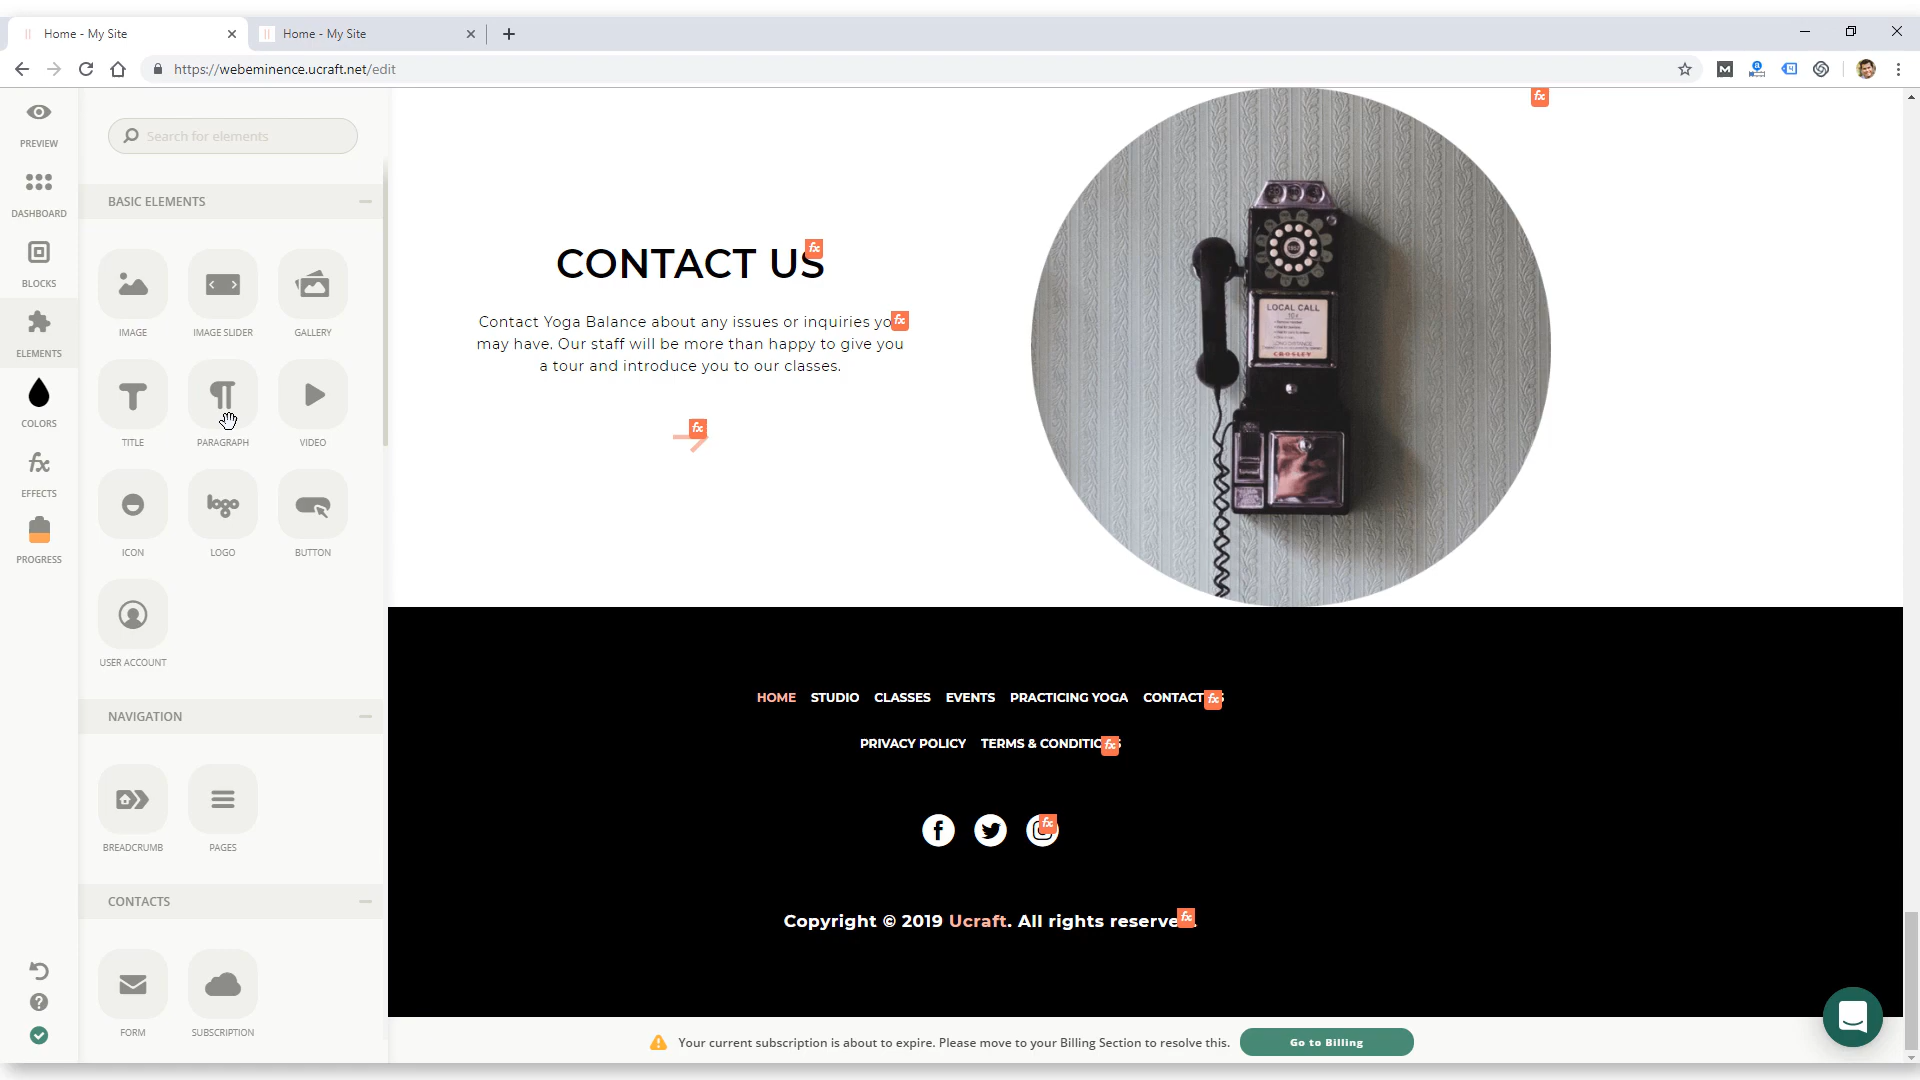 Home - My Site
Home - My Site
https://webeminence.ucraft.net/edit
PREVIEW
DASHBOARD
BLOCKS
ELEMENTS
COLORS
EFFECTS
PROGRESS
Search for elements
BASIC ELEMENTS
IMAGE
IMAGE SLIDER
GALLERY
TITLE
PARAGRAPH
VIDEO
ICON
logo
LOGO
BUTTON
USER ACCOUNT
NAVIGATION
BREADCRUMB
PAGES
CONTACTS
FORM
SUBSCRIPTION
CONTACT US
Contact Yoga Balance about any issues or inquiries
may have. Our staff will be more than happy to give you
a tour and introduce you to our classes.
LOCAL CALL
CROSLEY
HOME STUDIO CLASSES EVENTS PRACTICING YOGA CONTACT
PRIVACY POLICY TERMS &
Copyright © 2019 Ucraft. All rights
Your current subscription is about to expire. Please move to your Billing Section to resolve this.
Go to Billing